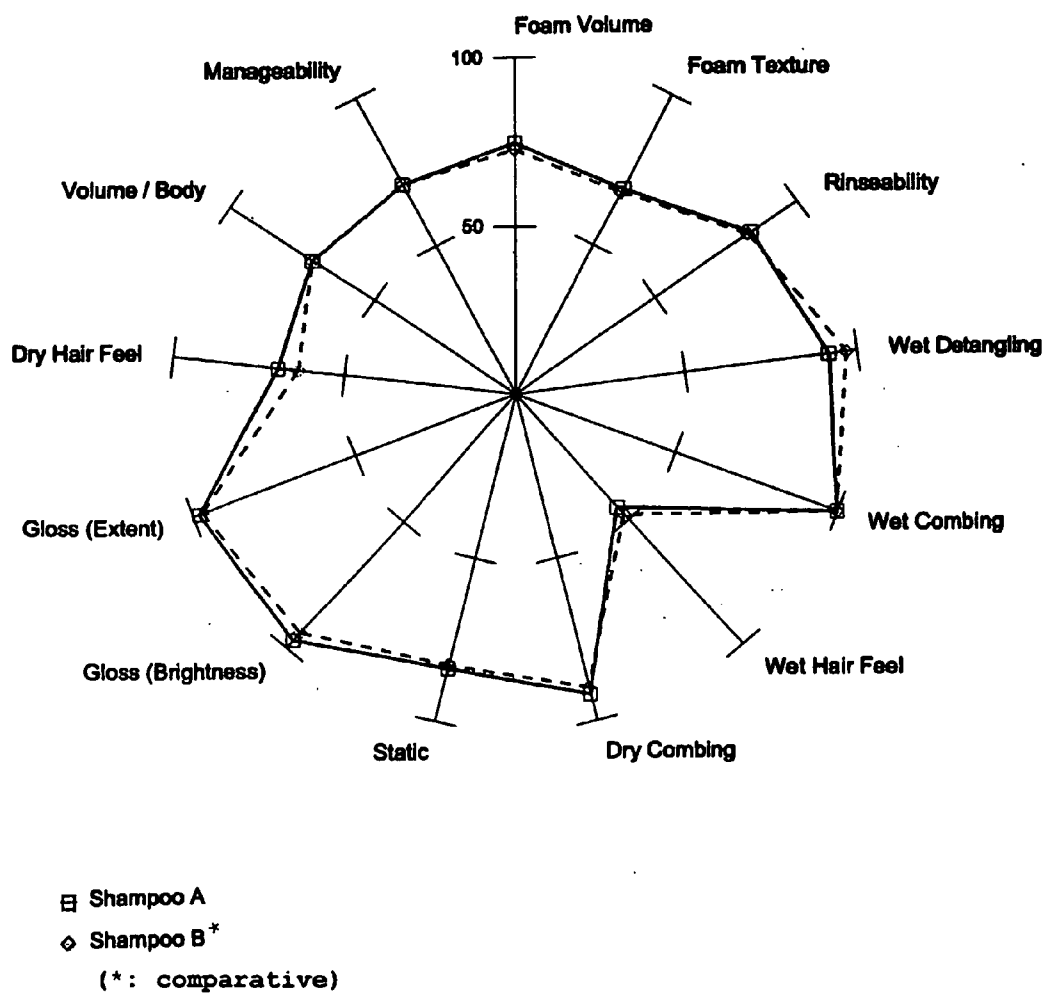 Foam Volume
100
Foam Texture
Manageability
Rinseability
Volume / Body
50
Wet Detangling
Dry Hair Feel
Wet Combing
Gloss (Extent)
Wet Hair Feel
Gloss (Brightness)
Static
Dry Combing
Shampoo A
Shampoo B*
(*: comparative)